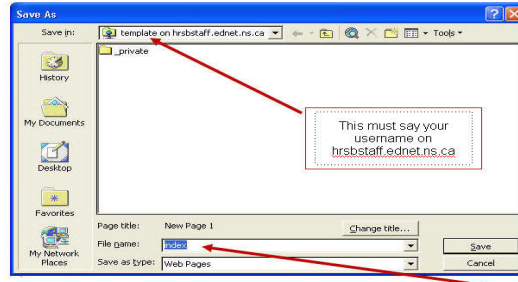 Save As
Save in:
template on hrsbstaff.ednet.ns.ca
Tools
_private
History
My Documents
Desktop
Favorites
My Network
Places
This must say your
username on
hrsbstaff.ednet.ns.ca
Page title:
New Page 1
Change title...
File name:
index
Save
Save as type:
Web Pages
Cancel